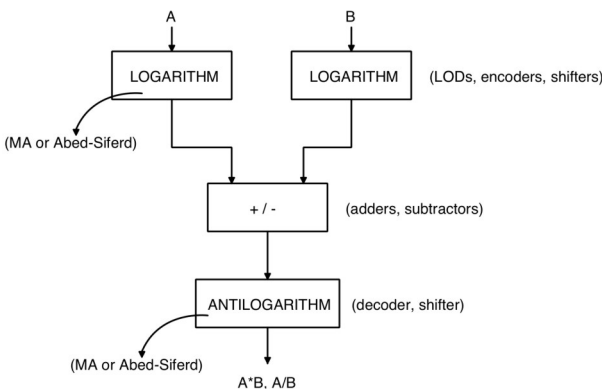 A
B
LOGARITHM
LOGARITHM
(LODs, encoders, shifters)
(MA or Abed-Siferd)
+ / -
(adders, subtractors)
ANTILOGARITHM
(decoder, shifter)
(MA or Abed-Siferd)
A*B, A/B